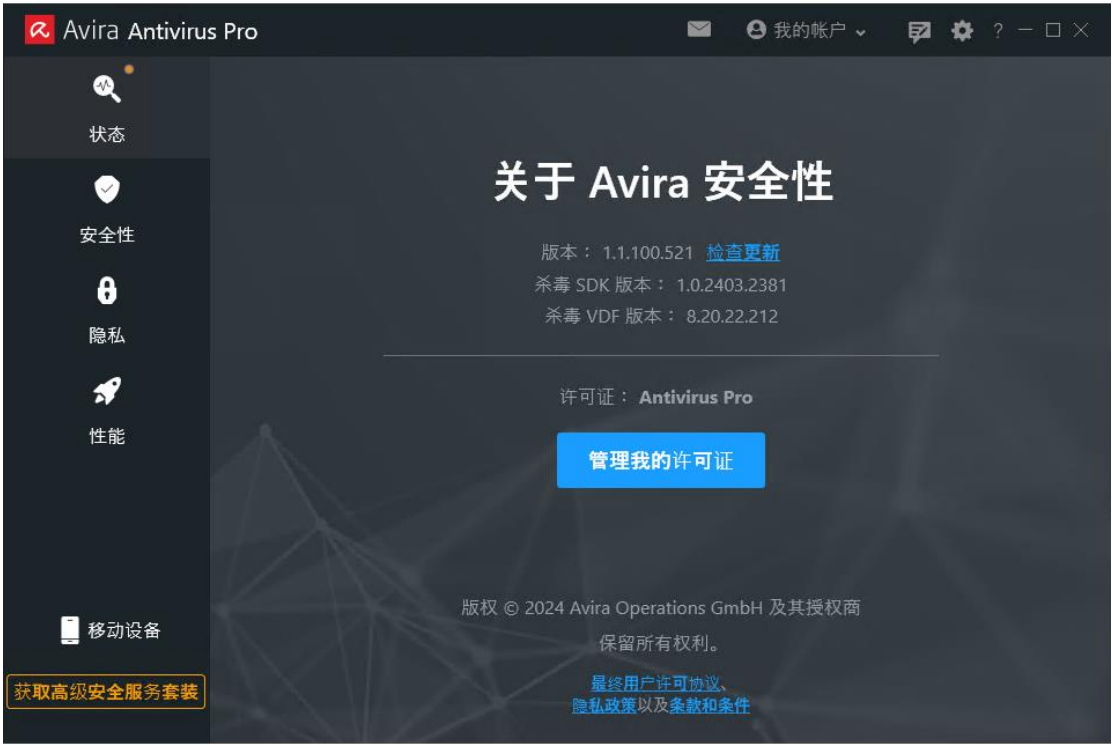 Avira Antivirus Pro
我的帐户
?
状态
安全性
隐私
性能
移动设备
获取高级安全服务套装
关于 Avira 安全性
版本： 1.1.100.521 检查更新
杀毒 SDK 版本： 1.0.2403.2381
杀毒 VDF 版本： 8.20.22.212
许可证： Antivirus Pro
管理我的许可证
版权 © 2024 Avira Operations GmbH 及其授权商
保留所有权利。
最终用户许可协议、
隐私政策以及条款和条件